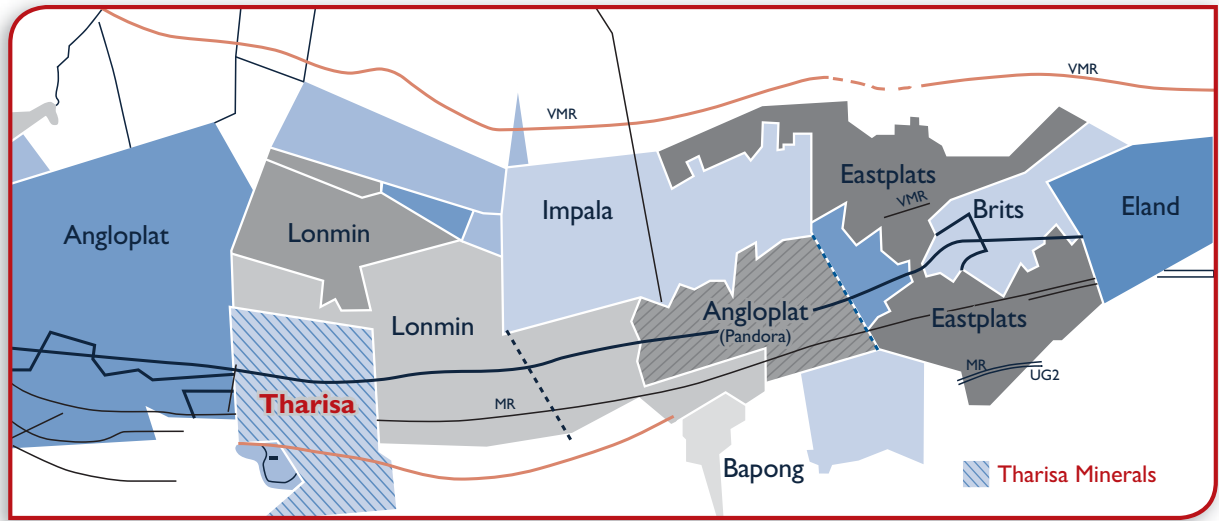 VMR
VMR
Eastplats
VMR
Brits
Eland
Impala
Angloplat
Lonmin
Lonmin
Angloplat
(Pandora)
Eastplats
MR
UG2
Tharisa
MR
Bapong
Tharisa Minerals